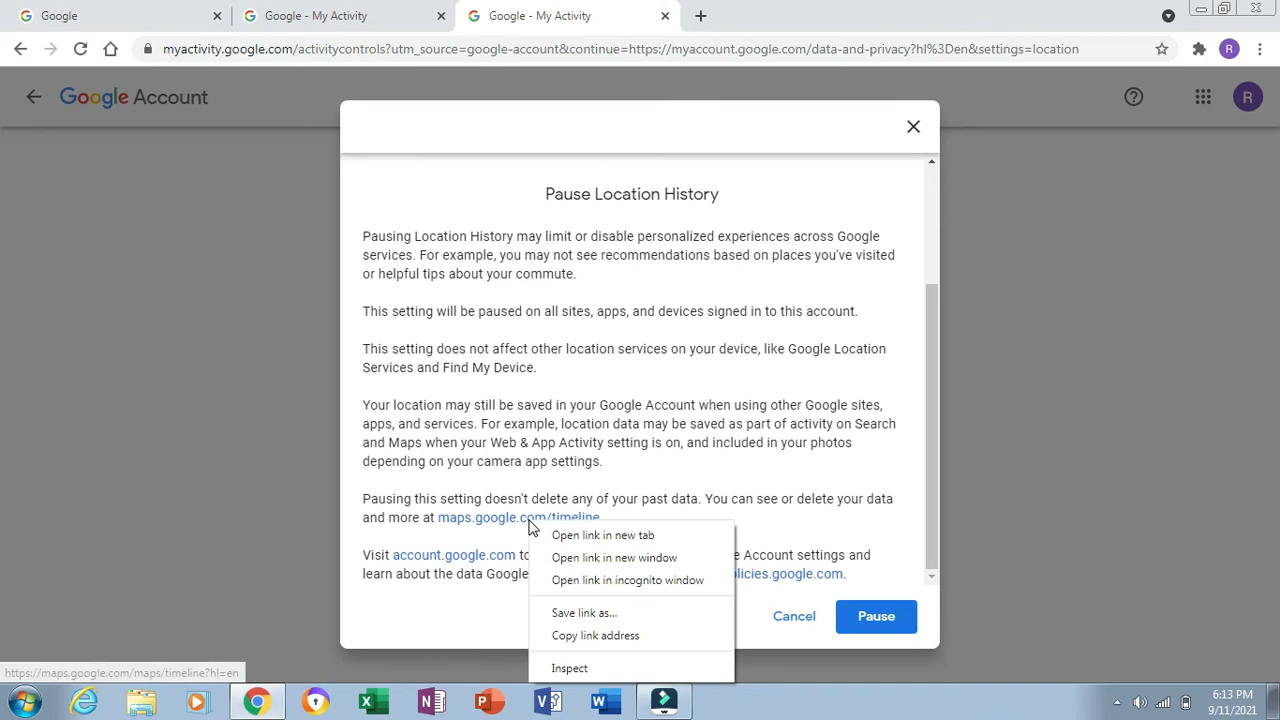 Google
Google - My Activity
Google - My Activity
myactivity.google.com/activitycontrols?utm_source=google-account&continue=https://myaccount.google.com/data-and-privacy?hl%3Den&settings=location
R
Google Account
R
Pause Location History
Pausing Location History may limit or disable personalized experiences across Google
services. For example, you may not see recommendations based on places you've visited
or helpful tips about your commute.
This setting will be paused on all sites, apps, and devices signed in to this account.
This setting does not affect other location services on your device, like Google Location
Services and Find My Device.
Your location may still be saved in your Google Account when using other Google sites,
apps, and services. For example, location data may be saved as part of activity on Search
and Maps when your Web & App Activity setting is on, and included in your photos
depending on your camera app settings.
Pausing this setting doesn't delete any of your past data. You can see or delete your data
and more at maps.google.com/timeline.
Visit account.google.com to e Account settings and
learn about the data Google olicies.google.com.
Open link in new tab
Open link in new window
Open link in incognito window
Save link as...
Copy link address
Inspect
Cancel
Pause
https://maps.google.com/maps/timeline?hl=en
6:13 PM
9/11/2021